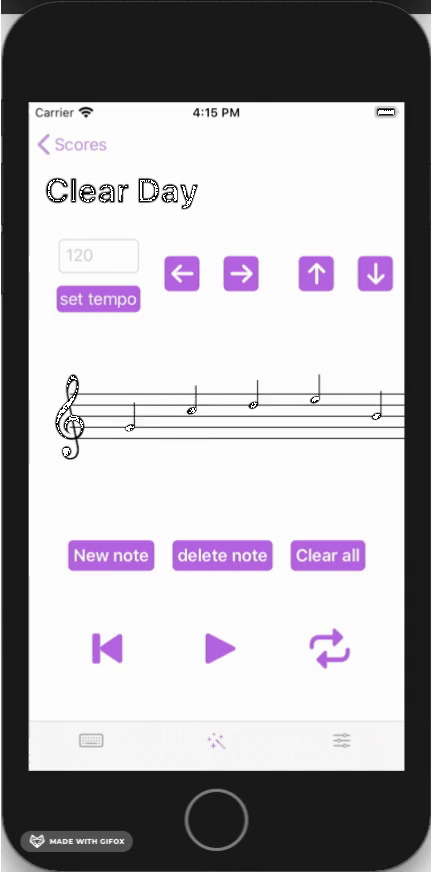 Carrier 4:15 PM
Scores
Clear Day
120
set tempo
New note delete note Clear all
MADE WITH GIFOX